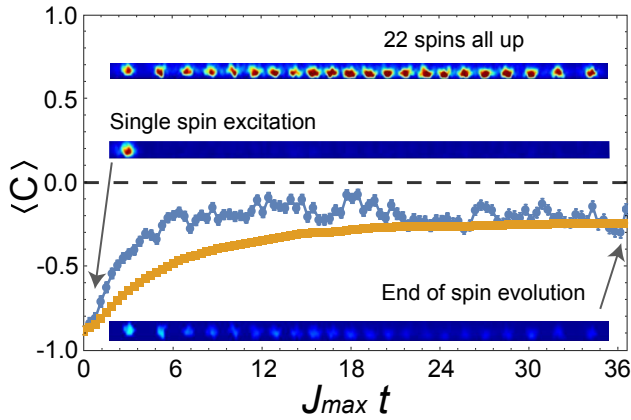 1.0
22 spins all up
0.5
Single spin excitation
⟨C⟩
0.0
-0.5
End of spin evolution
-1.0
0 6 12 18 24 30 36
Jmax t